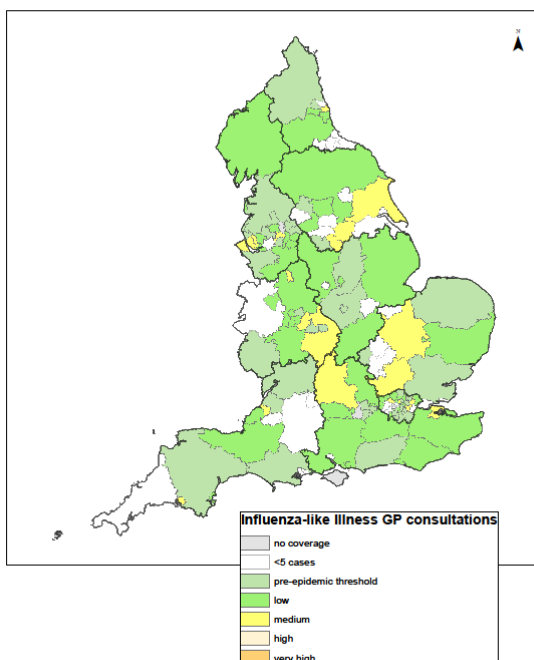 N
Influenza-like Illness GP consultations
no coverage
<5 cases
pre-epidemic threshold
low
medium
high
very high